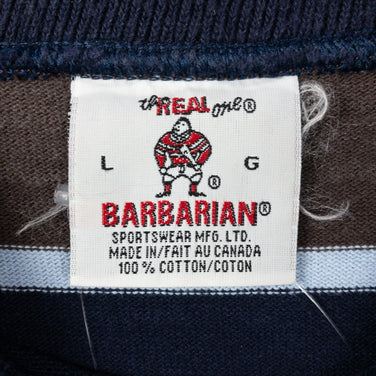 the REAL one®
L G
®
BARBARIAN®
SPORTSWEAR MFG. LTD.
MADE IN/FAIT AU CANADA
100 % COTTON/COTON